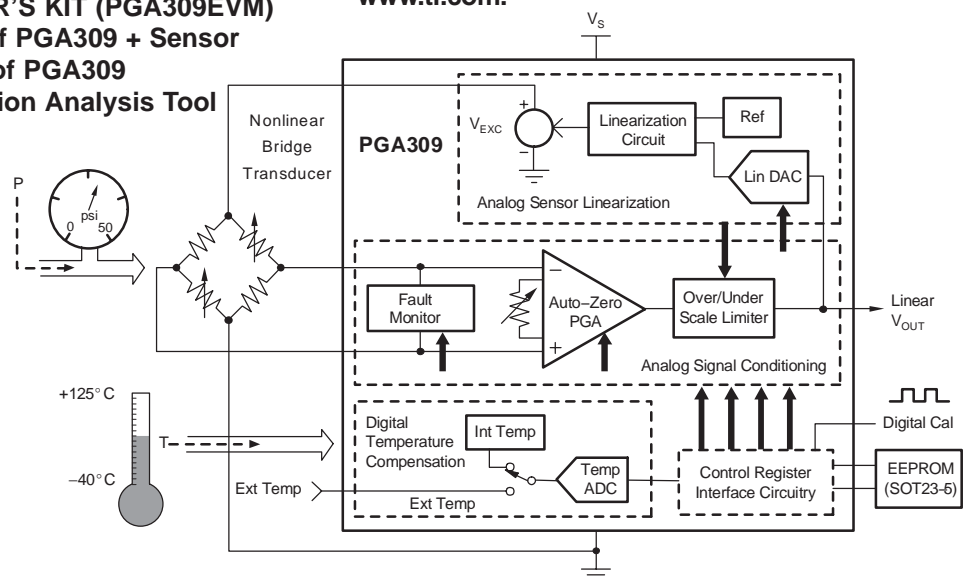 R'S KIT (PGA309EVM)
f PGA309 + Sensor
of PGA309
ion Analysis Tool
www.ti.com.
VS
Nonlinear
Bridge
Transducer
PGA309
VEXC
+
−
Linearization
Circuit
Ref
Lin DAC
Analog Sensor Linearization
P
psi
0 50
Fault
Monitor
−
+
Auto−Zero
PGA
Over/Under
Scale Limiter
Linear
VOUT
Analog Signal Conditioning
+125°C
−40°C
T
Digital
Temperature
Compensation
Int Temp
Ext Temp
Ext Temp
Temp
ADC
Control Register
Interface Circuitry
Digital Cal
EEPROM
(SOT23-5)